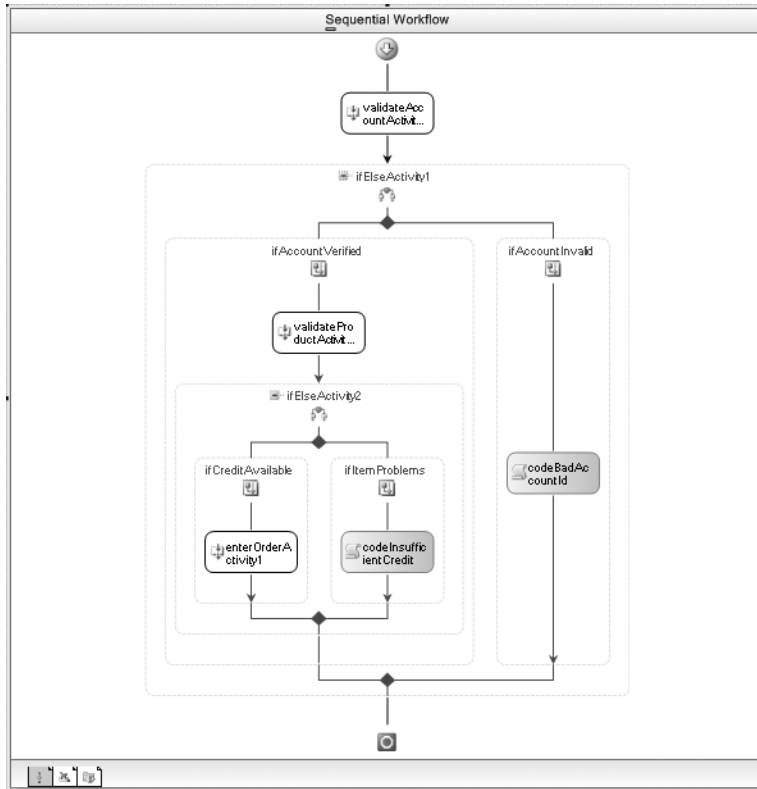 Sequential Workflow
validateAcc
ountActivit...
ifElseActivity1
ifAccountVerified
ifAccountInvalid
validatePro
ductActivit...
ifElseActivity2
ifCreditAvailable
ifItemProblems
codeBadAc
countId
enterOrderA
ctivity1
codeInsuffic
ientCredit